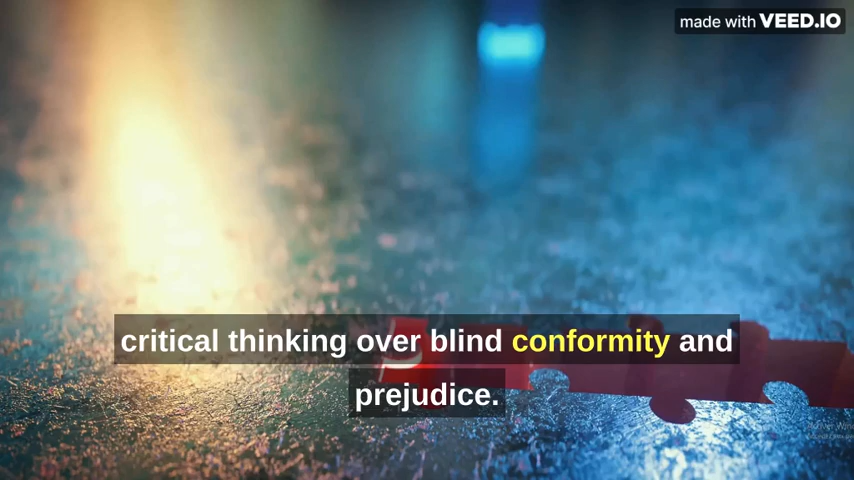 made with VEED.IO
critical thinking over blind conformity and
prejudice.